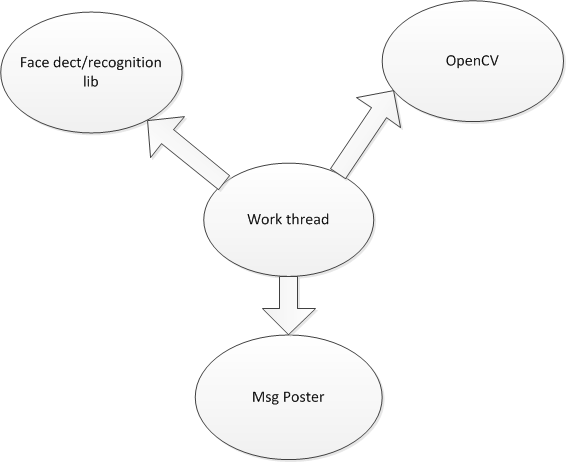 Face dect/recognition
lib
OpenCV
Work thread
Msg Poster